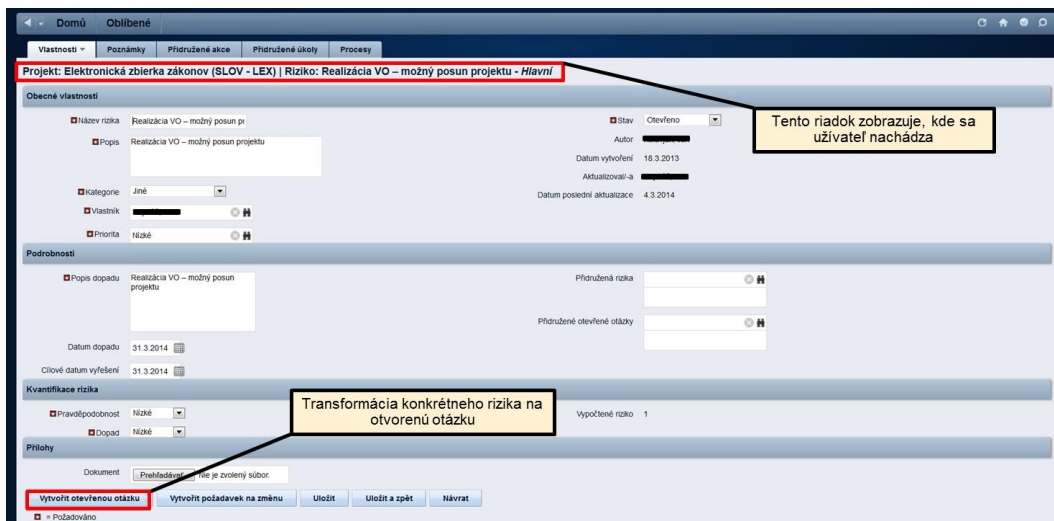 Domů Oblíbené
Vlastnosti Poznámky Přidružené akce Přidružené úkoly Procesy
Projekt: Elektronická zbierka zákonov (SLOV - LEX) | Riziko: Realizácia VO – možný posun projektu - Hlavní
Obecné vlastnosti
Název rizika Realizácia VO – možný posun pr
Stav Otevřeno
Tento riadok zobrazuje, kde sa
užívateľ nachádza
Popis Realizácia VO – možný posun projektu
Autor
Datum vytvoření 18.3.2013
Aktualizoval/-a
Kategorie Jiné
Datum poslední aktualizace 4.3.2014
Vlastník
Priorita Nízké
Podrobnosti
Popis dopadu Realizácia VO – možný posun
projektu
Přidružená rizika
Přidružené otevřené otázky
Datum dopadu 31.3.2014
Cílové datum vyřešení 31.3.2014
Kvantifikace rizika
Transformácia konkrétneho rizika na
otvorenú otázku
Pravděpodobnost Nízké
Vypočtené riziko 1
Dopad Nízké
Přílohy
Dokument Prehľadávať... Nie je zvolený súbor.
Vytvořit otevřenou otázku Vytvořit požadavek na změnu Uložit Uložit a zpět Návrat
= Požadováno